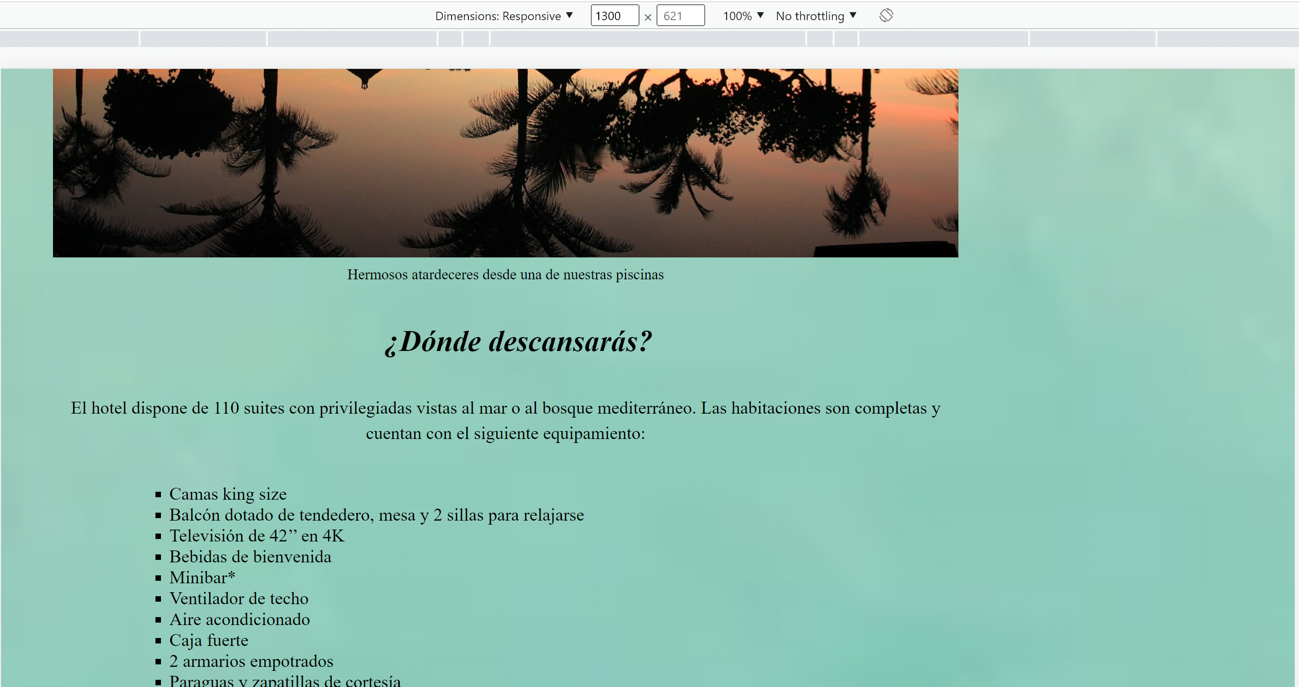 Dimensions: Responsive ▼ 1300 × 621 100% ▼ No throttling ▼
Hermosos atardeceres desde una de nuestras piscinas
¿Dónde descansarás?
El hotel dispone de 110 suites con privilegiadas vistas al mar o al bosque mediterráneo. Las habitaciones son completas y
cuentan con el siguiente equipamiento:
▪ Camas king size
▪ Balcón dotado de tendedero, mesa y 2 sillas para relajarse
▪ Televisión de 42’’ en 4K
▪ Bebidas de bienvenida
▪ Minibar*
▪ Ventilador de techo
▪ Aire acondicionado
▪ Caja fuerte
▪ 2 armarios empotrados
▪ Paraguas y zapatillas de cortesía